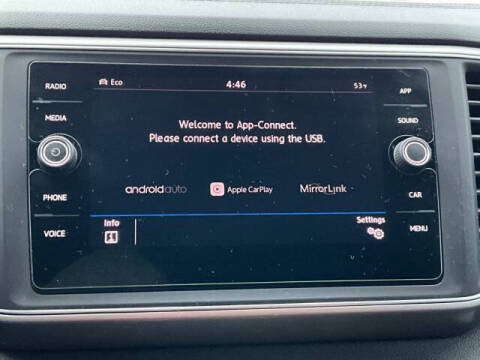 RADIO
MEDIA
PHONE
VOICE
Eco
4:46
53°F
Welcome to App-Connect.
Please connect a device using the USB.
androidauto
Apple CarPlay
MirrorLink
Info
Settings
APP
SOUND
CAR
MENU